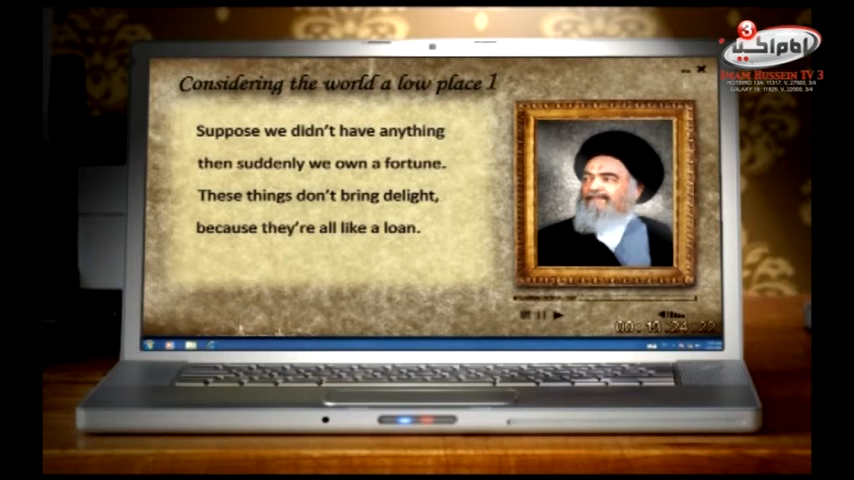 Considering the world a low place 1
Suppose we didn't have anything
then suddenly we own a fortune.
These things don't bring delight,
because they're all like a loan.
3
IMAM HUSSEIN TV 3